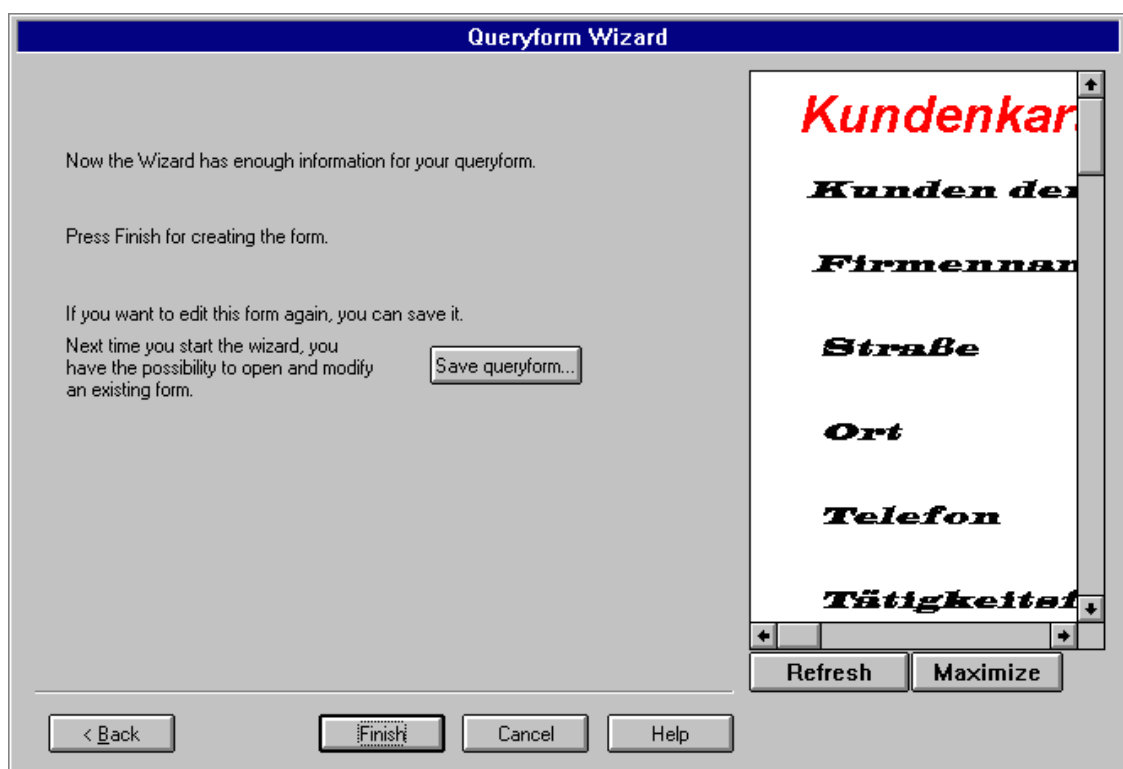 Queryform Wizard
Now the Wizard has enough information for your queryform.
Press Finish for creating the form.
If you want to edit this form again, you can save it.
Next time you start the wizard, you
have the possibility to open and modify
an existing form.
Save queryform...
Kundenkar
Kunden der
Firmennam
Straße
Ort
Telefon
Tätigkeitsf
Refresh
Maximize
< Back
Finish
Cancel
Help